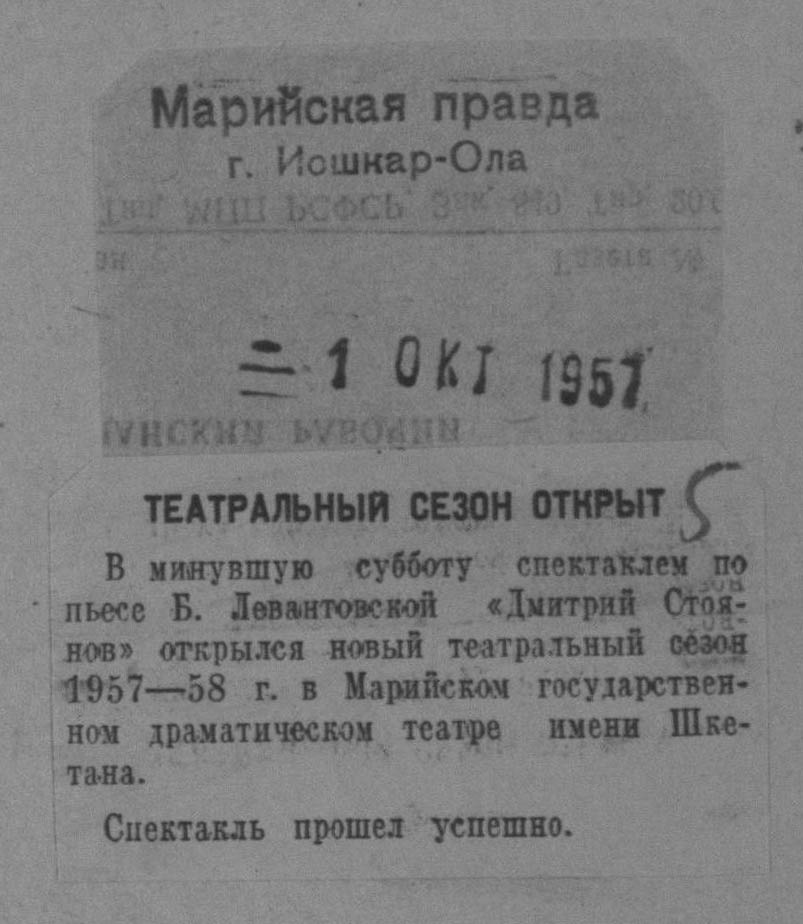 Марийская правда
г. Иошкар-Ола
= 1 ОКТ 1957
ТЕАТРАЛЬНЫЙ СЕЗОН ОТКРЫТ 5
В минувшую субботу спектаклем по
пьесе Б. Левантовской «Дмитрий Стоя-
нов» открылся новый театральный сезон
1957—58 г. в Марийском государствен-
ном драматическом театре имени Шке-
тана.
Спектакль прошел успешно.